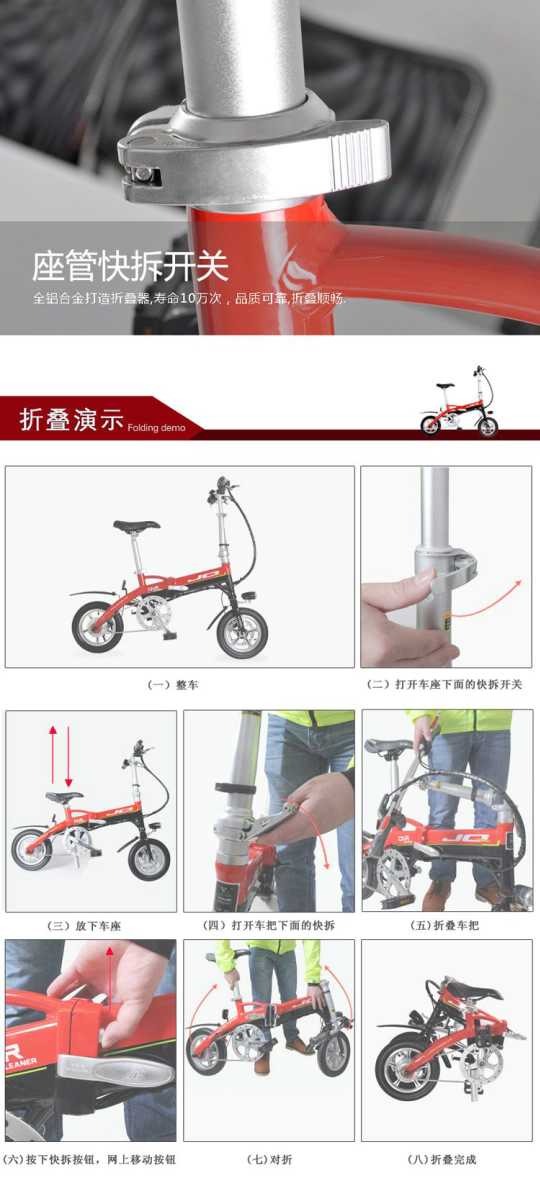 座管快拆开关
全铝合金打造折叠器,寿命10万次，品质可靠,折叠顺畅.
折叠演示 Folding demo
JQ
(一）整车
(二）打开车座下面的快拆开关
JQ
(三）放下车座
(四）打开车把下面的快拆
JQ
(五）折叠车把
LEANER
(六)按下快拆按钮，网上移动按钮
(七)对折
(八)折叠完成